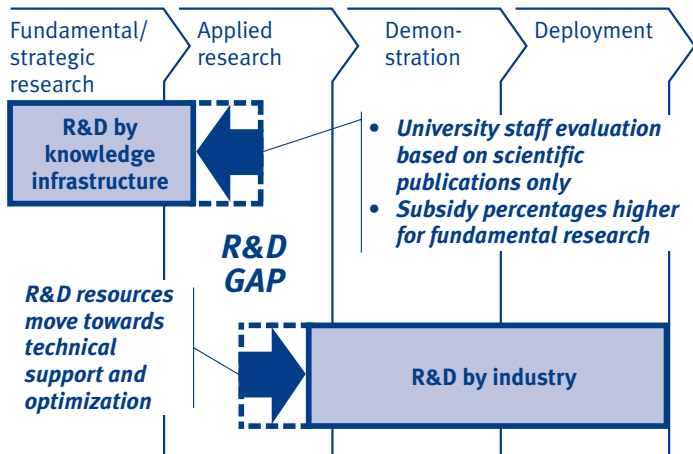 Fundamental/
strategic
research
Applied
research
Demon-
stration
Deployment
R&D by
knowledge
infrastructure
• University staff evaluation
based on scientific
publications only
• Subsidy percentages higher
for fundamental research
R&D
GAP
R&D resources
move towards
technical
support and
optimization
R&D by industry